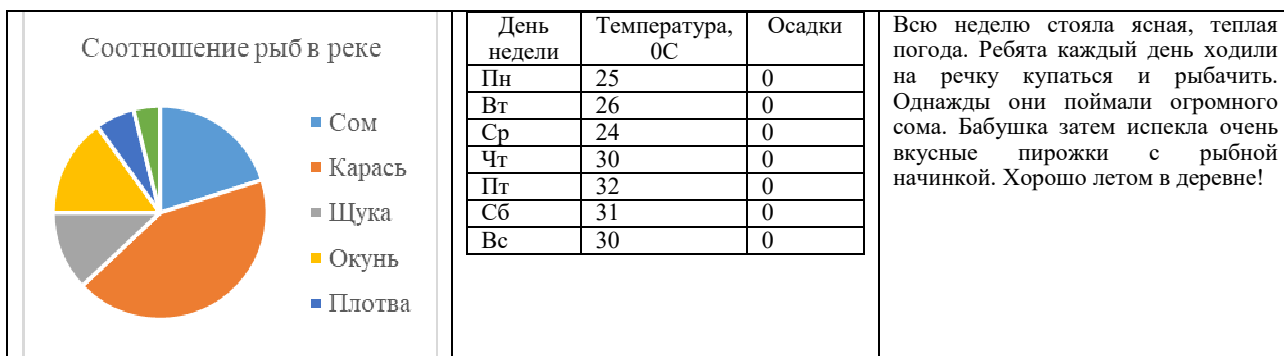 Соотношение рыб в реке
Сом
Карась
Щука
Окунь
Плотва
День недели Температура, 0С Осадки
Пн 25 0
Вт 26 0
Ср 24 0
Чт 30 0
Пт 32 0
Сб 31 0
Вс 30 0
Всю неделю стояла ясная, теплая
погода. Ребята каждый день ходили
на речку купаться и рыбачить.
Однажды они поймали огромного
сома. Бабушка затем испекла очень
вкусные пирожки с рыбной
начинкой. Хорошо летом в деревне!